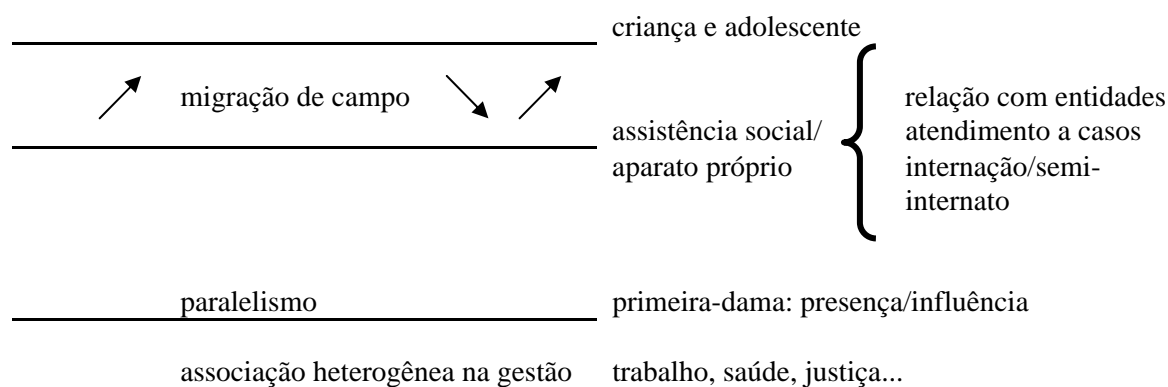 criança e adolescente
migração de campo
assistência social/
aparato próprio
relação com entidades
atendimento a casos
internação/semi-
internato
paralelismo
primeira-dama: presença/influência
associação heterogênea na gestão
trabalho, saúde, justiça...